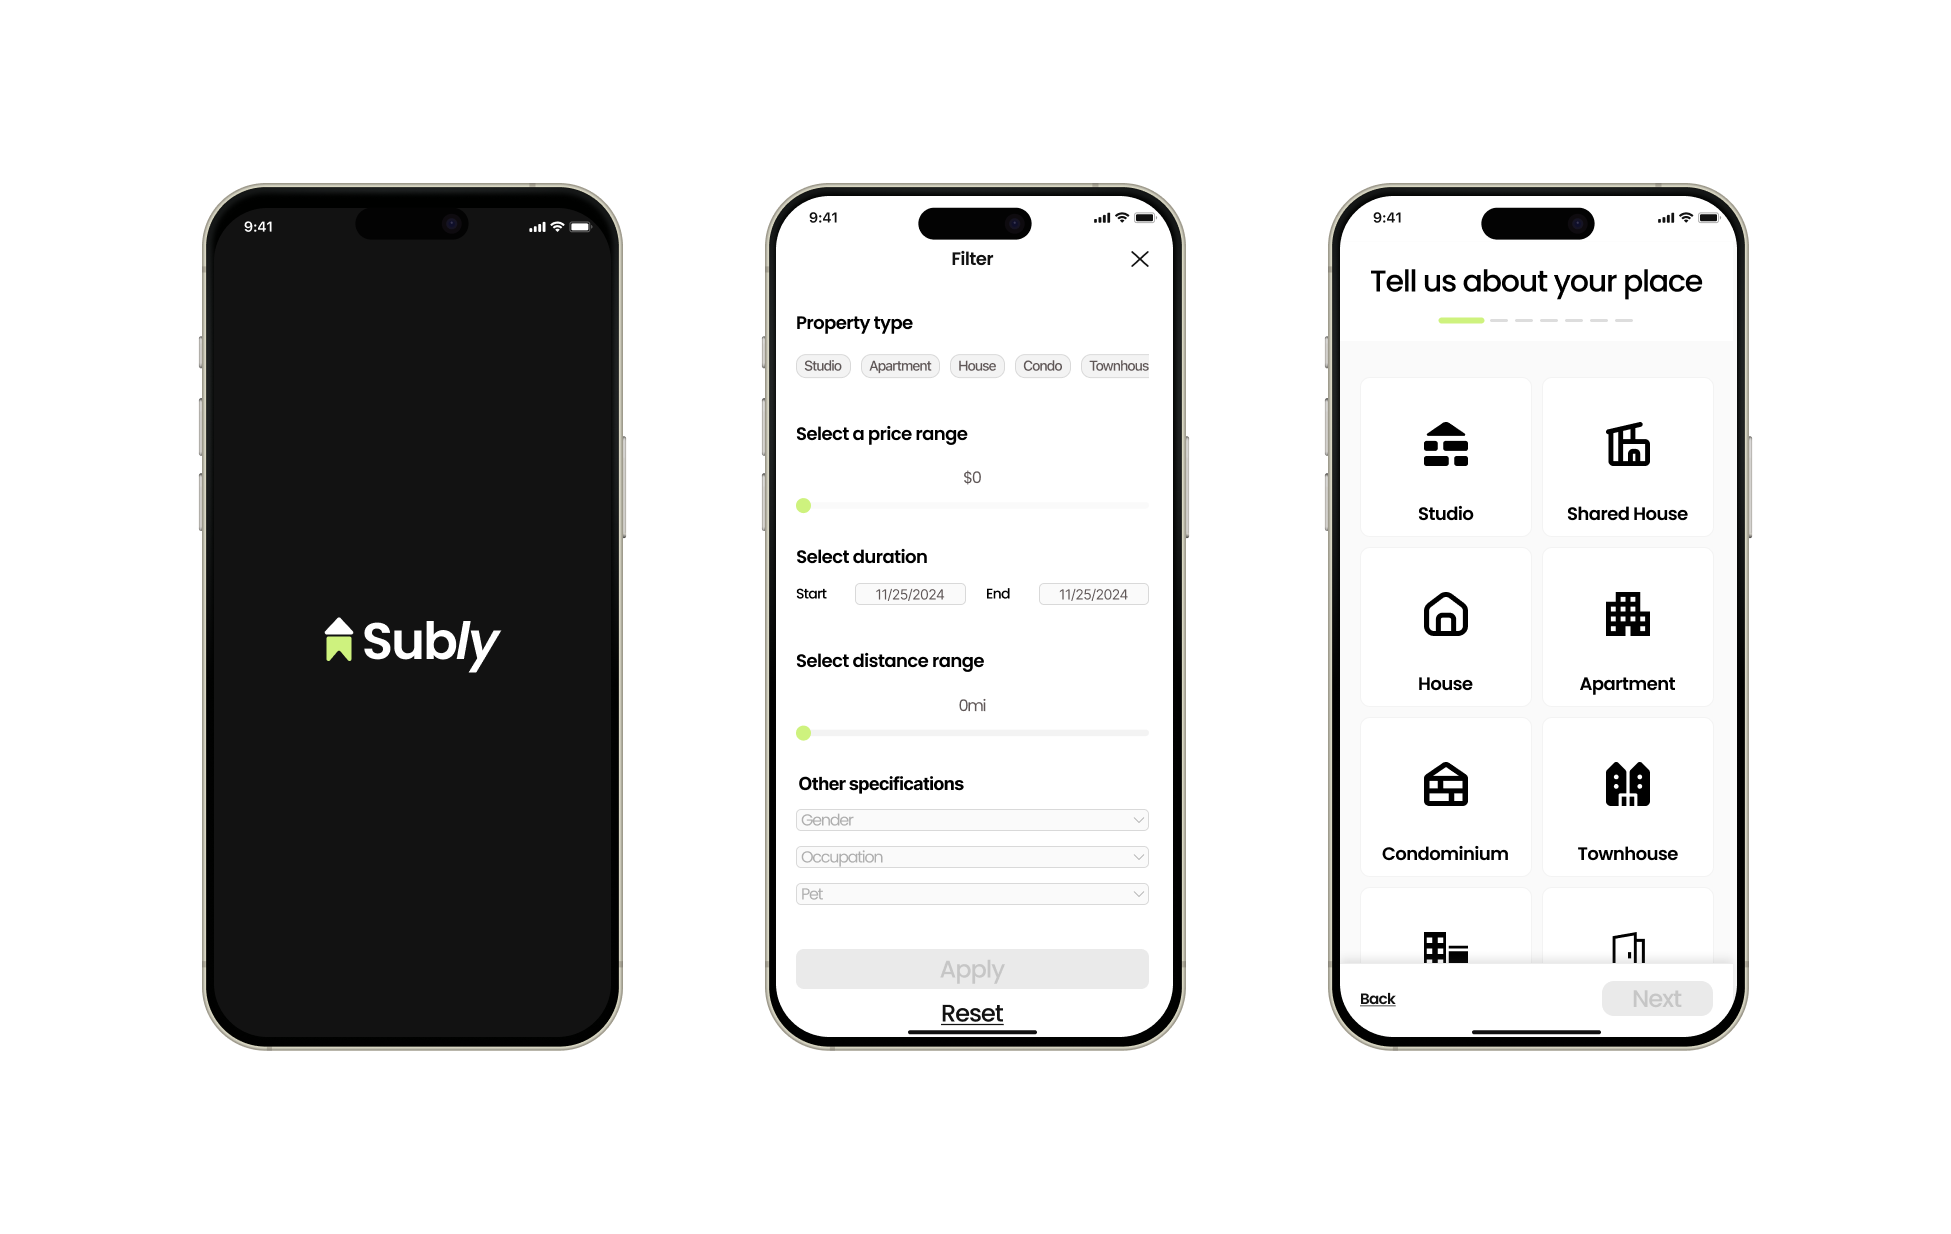 9:41
Subly
9:41
Filter
Property type
Studio Apartment House Condo Townhous
Select a price range
$0
Select duration
Start 11/25/2024 End 11/25/2024
Select distance range
0mi
Other specifications
Gender
Occupation
Pet
Apply
Reset
9:41
Tell us about your place
Studio Shared House
House Apartment
Condominium Townhouse
Back Next